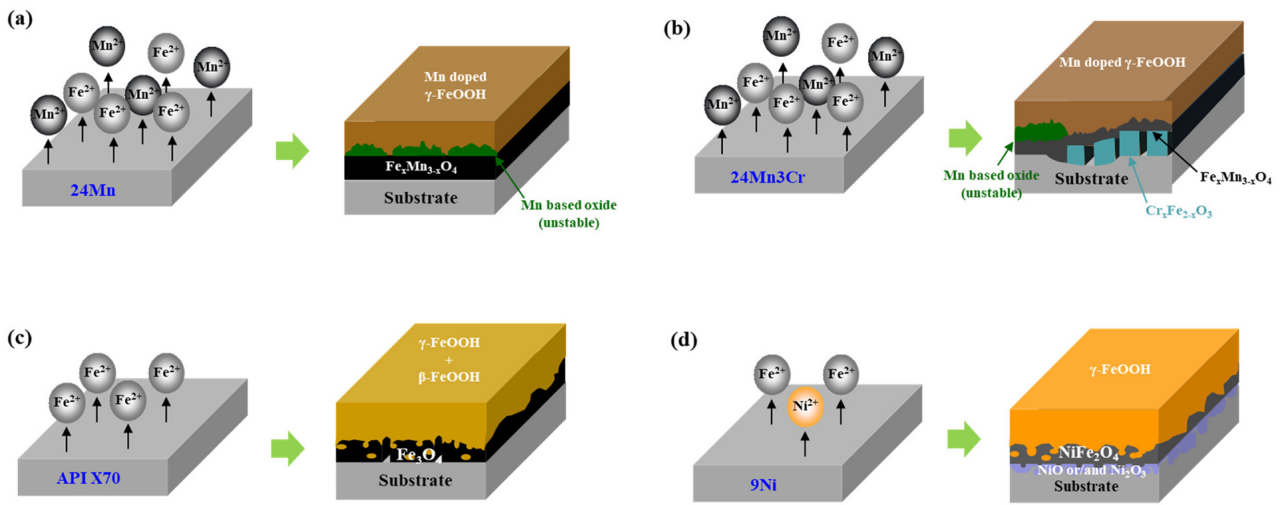 (a)
Mn²⁺
Fe²⁺
Mn²⁺
Fe²⁺
Mn²⁺
Mn²⁺
Fe²⁺
Fe²⁺
24Mn
Mn doped
γ-FeOOH
FeₓMn₃₋ₓO₄
Substrate
Mn based oxide
(unstable)
(b)
Mn²⁺
Fe²⁺
Mn²⁺
Fe²⁺
Mn²⁺
Mn²⁺
Fe²⁺
Fe²⁺
24Mn3Cr
Mn doped γ-FeOOH
Substrate
Mn based oxide
(unstable)
FeₓMn₃₋ₓO₄
CrₓFe₂₋ₓO₃
(c)
Fe²⁺
Fe²⁺
Fe²⁺
Fe²⁺
API X70
γ-FeOOH
+
β-FeOOH
Fe₃O
Substrate
(d)
Fe²⁺
Fe²⁺
Ni²⁺
9Ni
γ-FeOOH
NiFe₂O₄
NiO or/and Ni₂O₃
Substrate